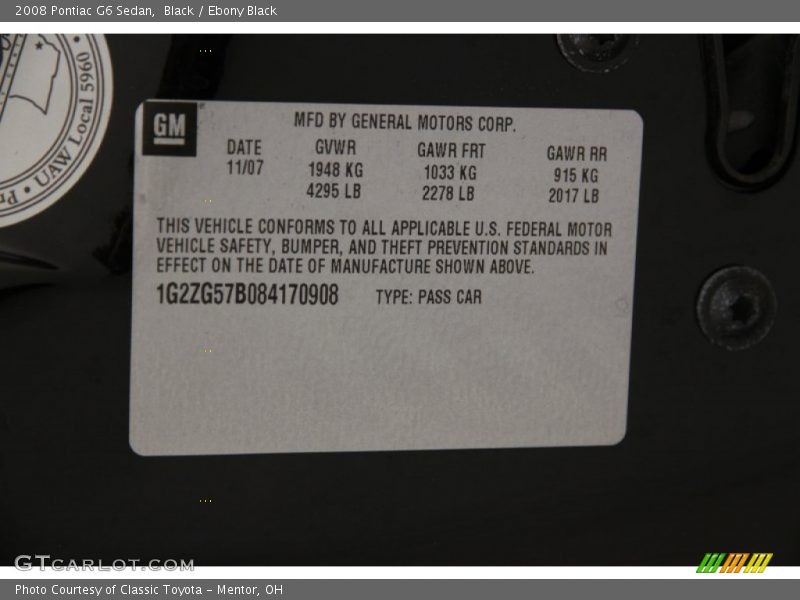 2008 Pontiac G6 Sedan,  Black / Ebony Black
UAW Local 5960
GM
MFD BY GENERAL MOTORS CORP.
DATE GVWR GAWR FRT GAWR RR
11/07 1948 KG 1033 KG 915 KG
4295 LB 2278 LB 2017 LB
THIS VEHICLE CONFORMS TO ALL APPLICABLE U.S. FEDERAL MOTOR
VEHICLE SAFETY, BUMPER, AND THEFT PREVENTION STANDARDS IN
EFFECT ON THE DATE OF MANUFACTURE SHOWN ABOVE.
1G2ZG57B084170908 TYPE: PASS CAR
GTCARLOT.COM
Photo Courtesy of Classic Toyota – Mentor, OH